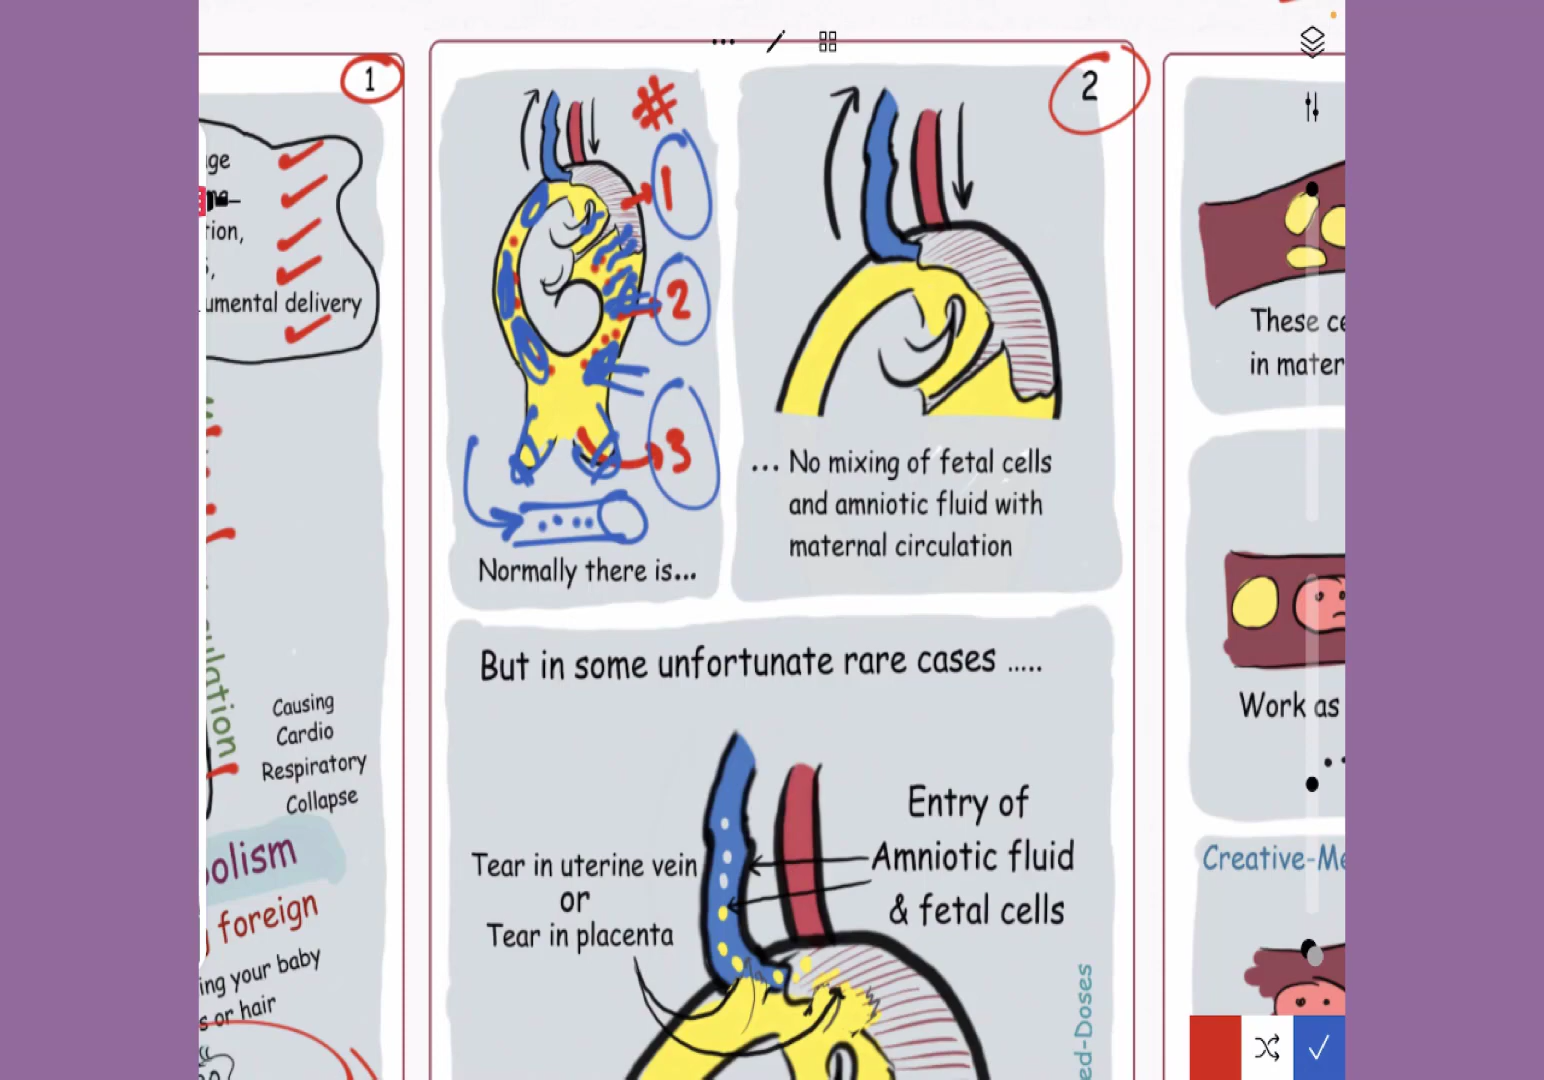 1
ge
tion,
umental delivery
ulation
Causing
Cardio
Respiratory
Collapse
bolism
foreign
ing your baby
s or hair
2
#
1
2
3
Normally there is...
... No mixing of fetal cells
and amniotic fluid with
maternal circulation
But in some unfortunate rare cases .....
Tear in uterine vein
or
Tear in placenta
Entry of
Amniotic fluid
& fetal cells
ed-Doses
These ce
in mater
Work as
Creative-Me